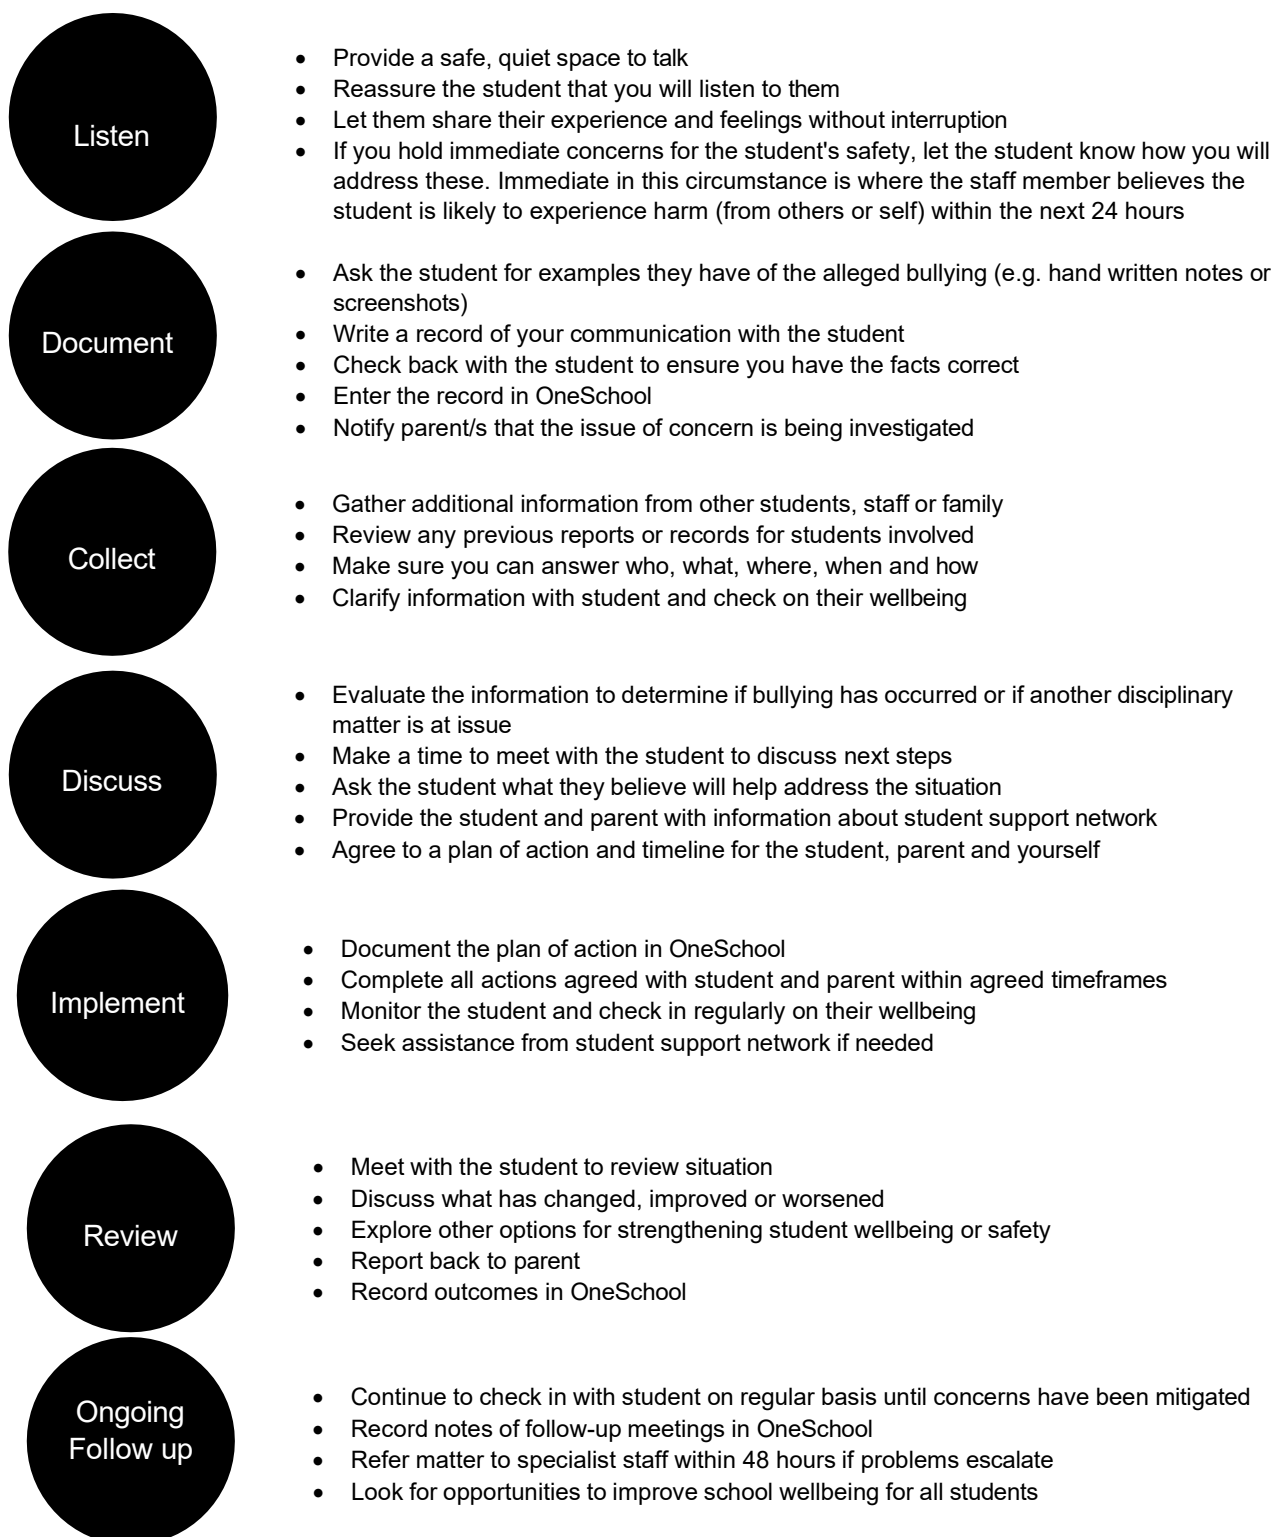 Listen
• Provide a safe, quiet space to talk
• Reassure the student that you will listen to them
• Let them share their experience and feelings without interruption
• If you hold immediate concerns for the student's safety, let the student know how you will
address these. Immediate in this circumstance is where the staff member believes the
student is likely to experience harm (from others or self) within the next 24 hours
Document
• Ask the student for examples they have of the alleged bullying (e.g. hand written notes or
screenshots)
• Write a record of your communication with the student
• Check back with the student to ensure you have the facts correct
• Enter the record in OneSchool
• Notify parent/s that the issue of concern is being investigated
Collect
• Gather additional information from other students, staff or family
• Review any previous reports or records for students involved
• Make sure you can answer who, what, where, when and how
• Clarify information with student and check on their wellbeing
Discuss
• Evaluate the information to determine if bullying has occurred or if another disciplinary
matter is at issue
• Make a time to meet with the student to discuss next steps
• Ask the student what they believe will help address the situation
• Provide the student and parent with information about student support network
• Agree to a plan of action and timeline for the student, parent and yourself
Implement
• Document the plan of action in OneSchool
• Complete all actions agreed with student and parent within agreed timeframes
• Monitor the student and check in regularly on their wellbeing
• Seek assistance from student support network if needed
Review
• Meet with the student to review situation
• Discuss what has changed, improved or worsened
• Explore other options for strengthening student wellbeing or safety
• Report back to parent
• Record outcomes in OneSchool
Ongoing
Follow up
• Continue to check in with student on regular basis until concerns have been mitigated
• Record notes of follow-up meetings in OneSchool
• Refer matter to specialist staff within 48 hours if problems escalate
• Look for opportunities to improve school wellbeing for all students